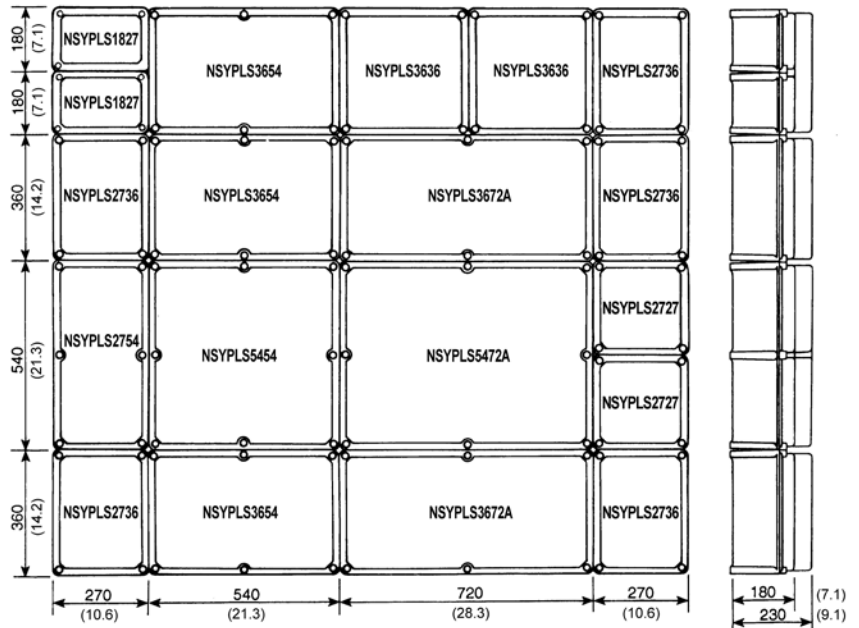 180
(7.1)
180
(7.1)
360
(14.2)
540
(21.3)
360
(14.2)
NSYPLS1827
NSYPLS1827
NSYPLS3654
NSYPLS3636
NSYPLS3636
NSYPLS2736
NSYPLS2736
NSYPLS3654
NSYPLS3672A
NSYPLS2736
NSYPLS2754
NSYPLS5454
NSYPLS5472A
NSYPLS2727
NSYPLS2727
NSYPLS2736
NSYPLS3654
NSYPLS3672A
NSYPLS2736
270
(10.6)
540
(21.3)
720
(28.3)
270
(10.6)
180 (7.1)
230 (9.1)